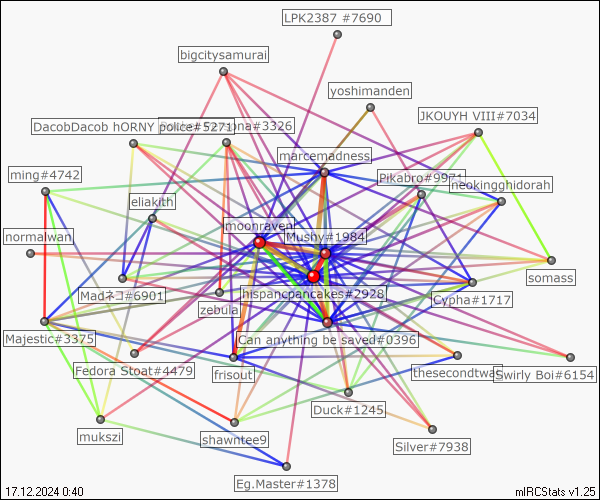 LPK2387 #7690
bigcitysamurai
yoshimanden
JKOUYH VIII#7034
DacobDacob hORNY police#5271
ona#3326
marcemadness
ming#4742
Pikabro#9971
neokingghidorah
eliakith
moonraven
normalwan
Mushy#1984
somass
Madネコ#6901
hispancpancakes#2928
zebula
Cypha#1717
Majestic#3375
Can anything be saved#0396
Fedora Stoat#4479
frisout
thesecondtwa
Swirly Boi#6154
Duck#1245
mukszi
shawntee9
Silver#7938
Eg.Master#1378
17.12.2024 0:40
mIRCStats v1.25